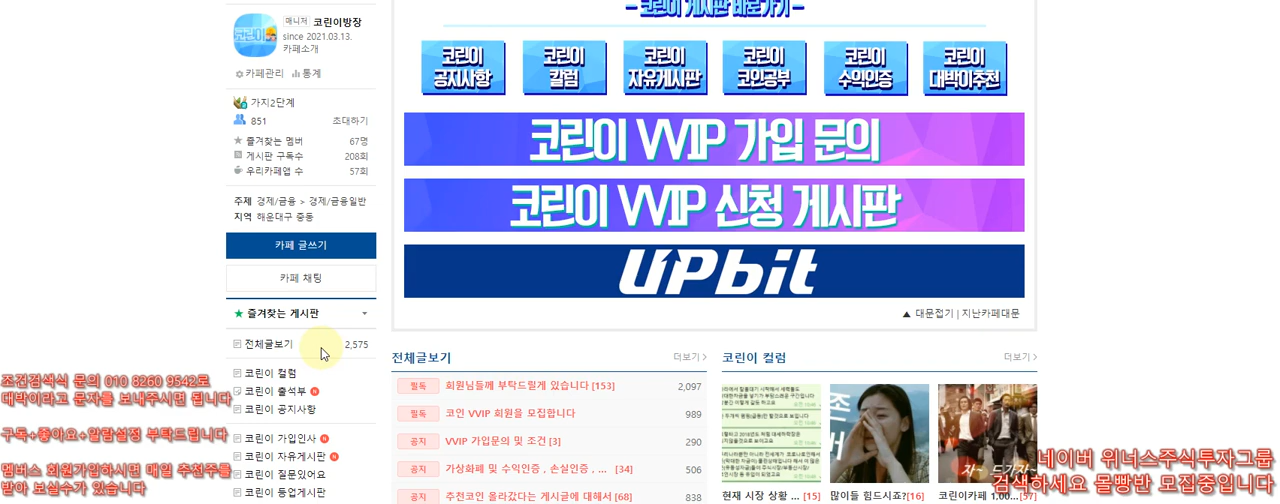 매니저 코린이방장
since 2021.03.13.
카페소개
카페관리 통계
가지2단계
851 초대하기
즐겨찾는 멤버 67명
게시판 구독수 208회
우리카페앱 수 57회
주제 경제/금융 > 경제/금융일반
지역 해운대구 중동
카페 글쓰기
카페 채팅
즐겨찾는 게시판
전체글보기 2,575
코린이 컬럼
코린이 출석부 N
코린이 공지사항
코린이 가입인사 N
코린이 자유게시판 N
코린이 질문있어요
코린이 동업게시판
조건검색식 문의 010 8260 9542로
대박이라고 문자를 보내주시면 됩니다
구독+좋아요+알람설정 부탁드립니다
멤버스 회원가입하시면 매일 추천주를
받아 보실수가 있습니다
- 코린이 게시판 바로가기 -
코린이 공지사항
코린이 칼럼
코린이 자유게시판
코린이 코인공부
코린이 수익인증
코린이 대박이추천
코린이 VVIP 가입 문의
코린이 VVIP 신청 게시판
UPbit
▲ 대문접기 | 지난카페대문
전체글보기 더보기 >
필독 회원님들께 부탁드릴게 있습니다 [153] 2,097
필독 코인 VVIP 회원을 모집합니다 989
공지 VVIP 가입문의 및 조건 [3] 290
공지 가상화폐 및 수익인증 , 손실인증 , ... [34] 506
공지 추천코인 올라갔다는 게시글에 대해서 [68] 838
코린이 컬럼 더보기 >
자~ 드가자~
현재 시장 상황 ... [15]
많이들 힘드시죠? [16]
코린이카페 1,00... [57]
네이버 위너스주식투자그룹
검색하세요 몰빵반 모집중입니다